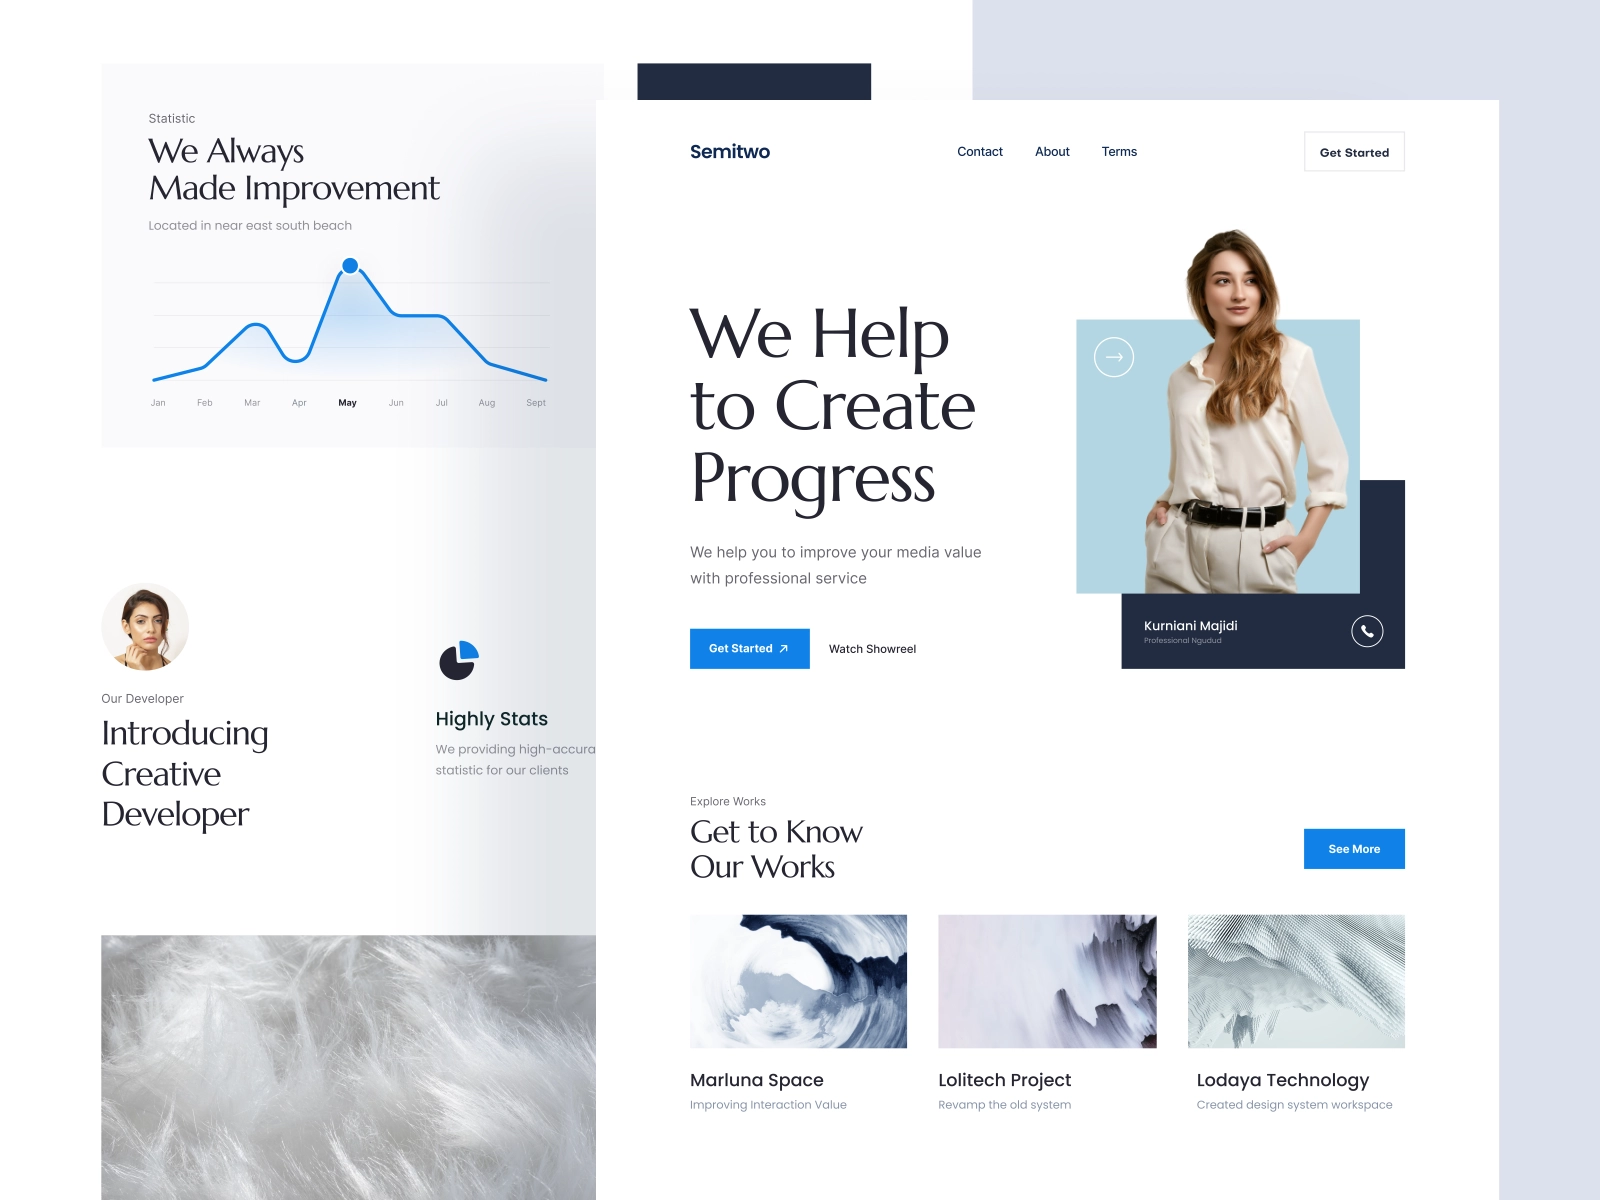 Statistic
We Always
Made Improvement
Located in near east south beach
Jan Feb Mar Apr May Jun Jul Aug Sept
Our Developer
Introducing
Creative
Developer
Highly Stats
We providing high-accura
statistic for our clients
Semitwo
Contact About Terms
Get Started
We Help
to Create
Progress
We help you to improve your media value
with professional service
Get Started
Watch Showreel
Kurniani Majidi
Professional Ngudud
Explore Works
Get to Know
Our Works
See More
Marluna Space
Improving Interaction Value
Lolitech Project
Revamp the old system
Lodaya Technology
Created design system workspace